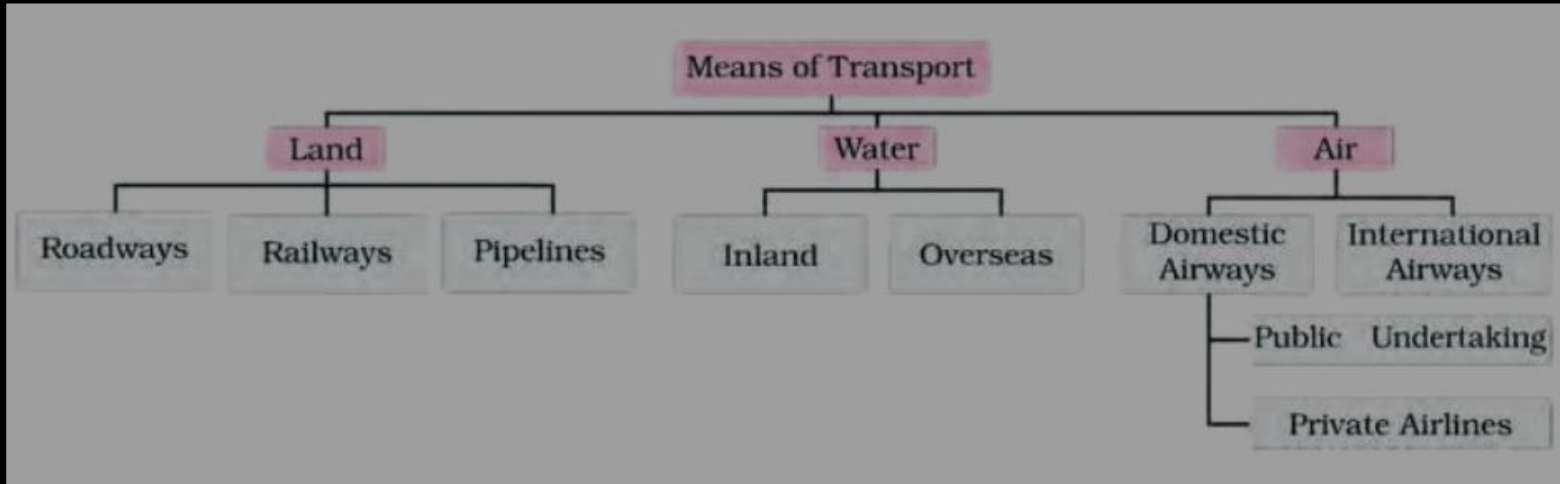 Means of Transport
Land
Water
Air
Roadways
Railways
Pipelines
Inland
Overseas
Domestic
Airways
International
Airways
Public Undertaking
Private Airlines